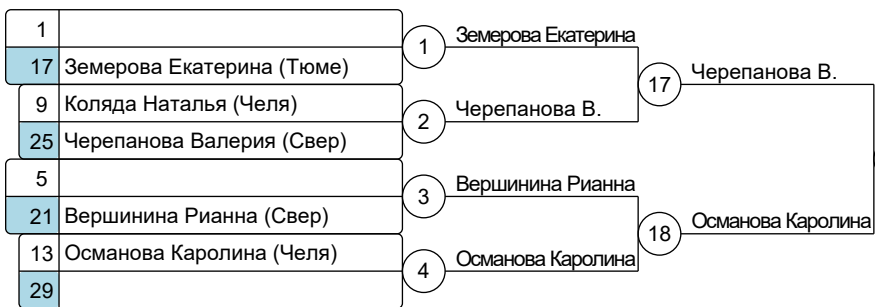 1
17 Земерова Екатерина (Тюме)
9 Коляда Наталья (Челя)
25 Черепанова Валерия (Свер)
5
21 Вершинина Рианна (Свер)
13 Османова Каролина (Челя)
29
1 Земерова Екатерина
2 Черепанова В.
3 Вершинина Рианна
4 Османова Каролина
17 Черепанова В.
18 Османова Каролина